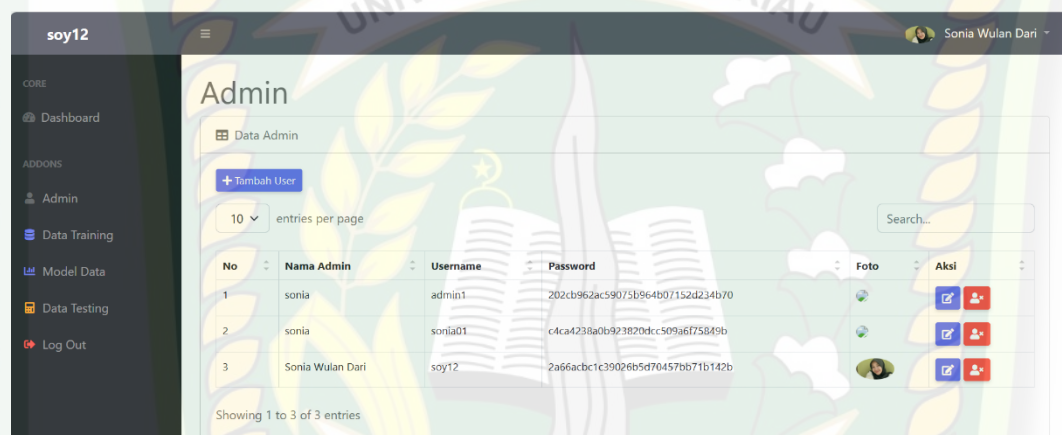 UNI AU
soy12 Sonia Wulan Dari
CORE
Dashboard
ADDONS
Admin
Data Training
Model Data
Data Testing
Log Out
Admin
Data Admin
+ Tambah User
10 entries per page Search...
No Nama Admin Username Password Foto Aksi
1 sonia admin1 202cb962ac59075b964b07152d234b70
2 sonia sonia01 c4ca4238a0b923820dcc509a6f75849b
3 Sonia Wulan Dari soy12 2a66acbc1c39026b5d70457bb71b142b
Showing 1 to 3 of 3 entries